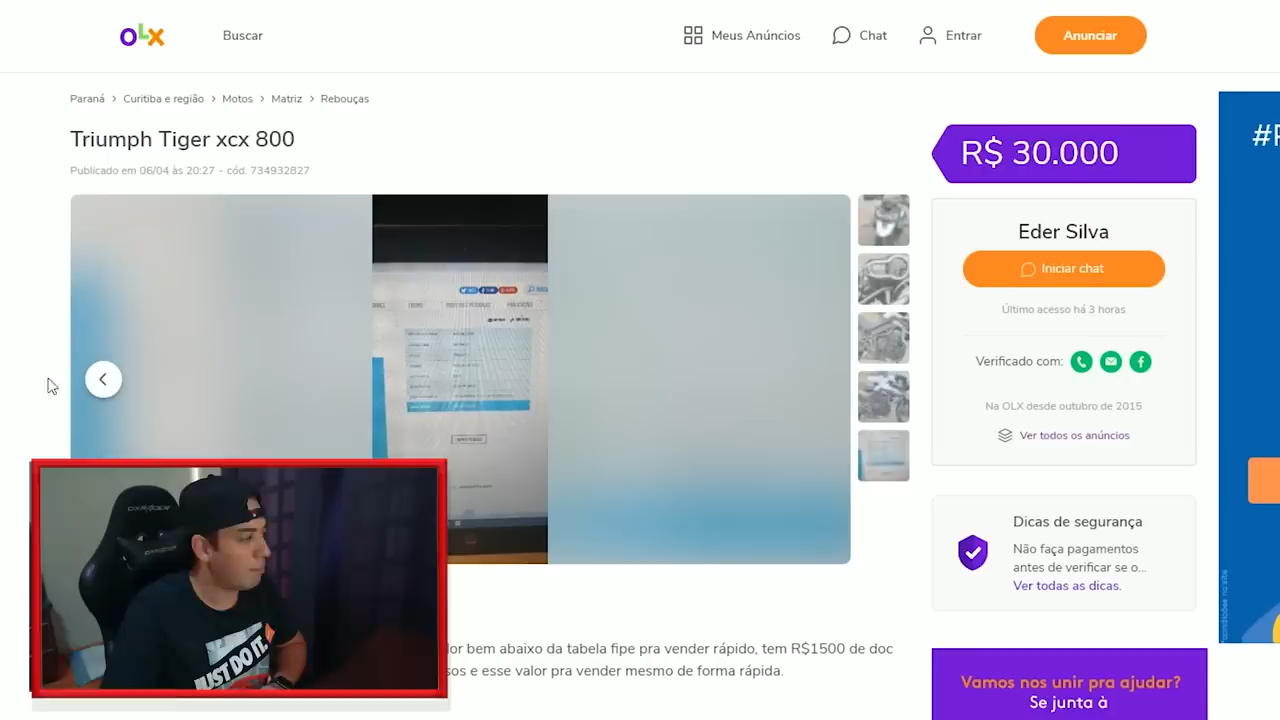 OLX
Buscar
Meus Anúncios
Chat
Entrar
Anunciar
Paraná > Curitiba e região > Motos > Matriz > Rebouças
Triumph Tiger xcx 800
Publicado em 06/04 às 20:27 - cód. 734932827
R$ 30.000
Eder Silva
Iniciar chat
Último acesso há 3 horas
Verificado com:
Na OLX desde outubro de 2015
Ver todos os anúncios
Dicas de segurança
Não faça pagamentos
antes de verificar se o...
Ver todas as dicas.
lor bem abaixo da tabela fipe pra vender rápido, tem R$1500 de doc
sos e esse valor pra vender mesmo de forma rápida.
Vamos nos unir pra ajudar?
Se junta à
JUST DO IT.
DXRACER